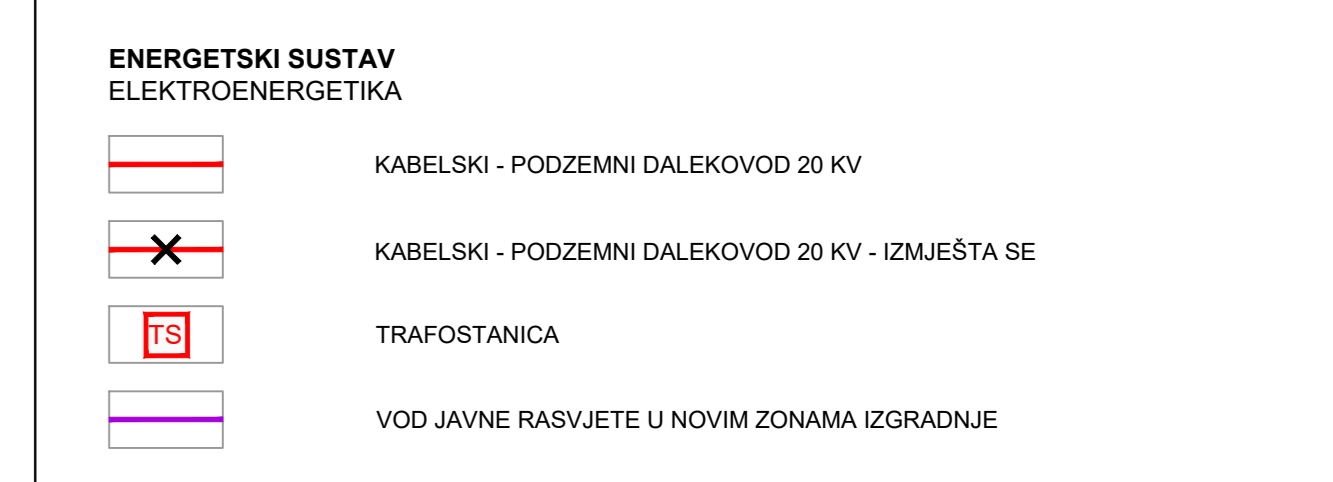 ENERGETSKI SUSTAV
ELEKTROENERGETIKA
KABELSKI - PODZEMNI DALEKOVOD 20 KV
KABELSKI - PODZEMNI DALEKOVOD 20 KV - IZMJEŠTA SE
TS TRAFOSTANICA
VOD JAVNE RASVJETE U NOVIM ZONAMA IZGRADNJE